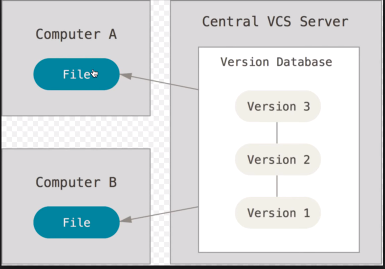 Computer A
File
Central VCS Server
Version Database
Version 3
Version 2
Version 1
Computer B
File